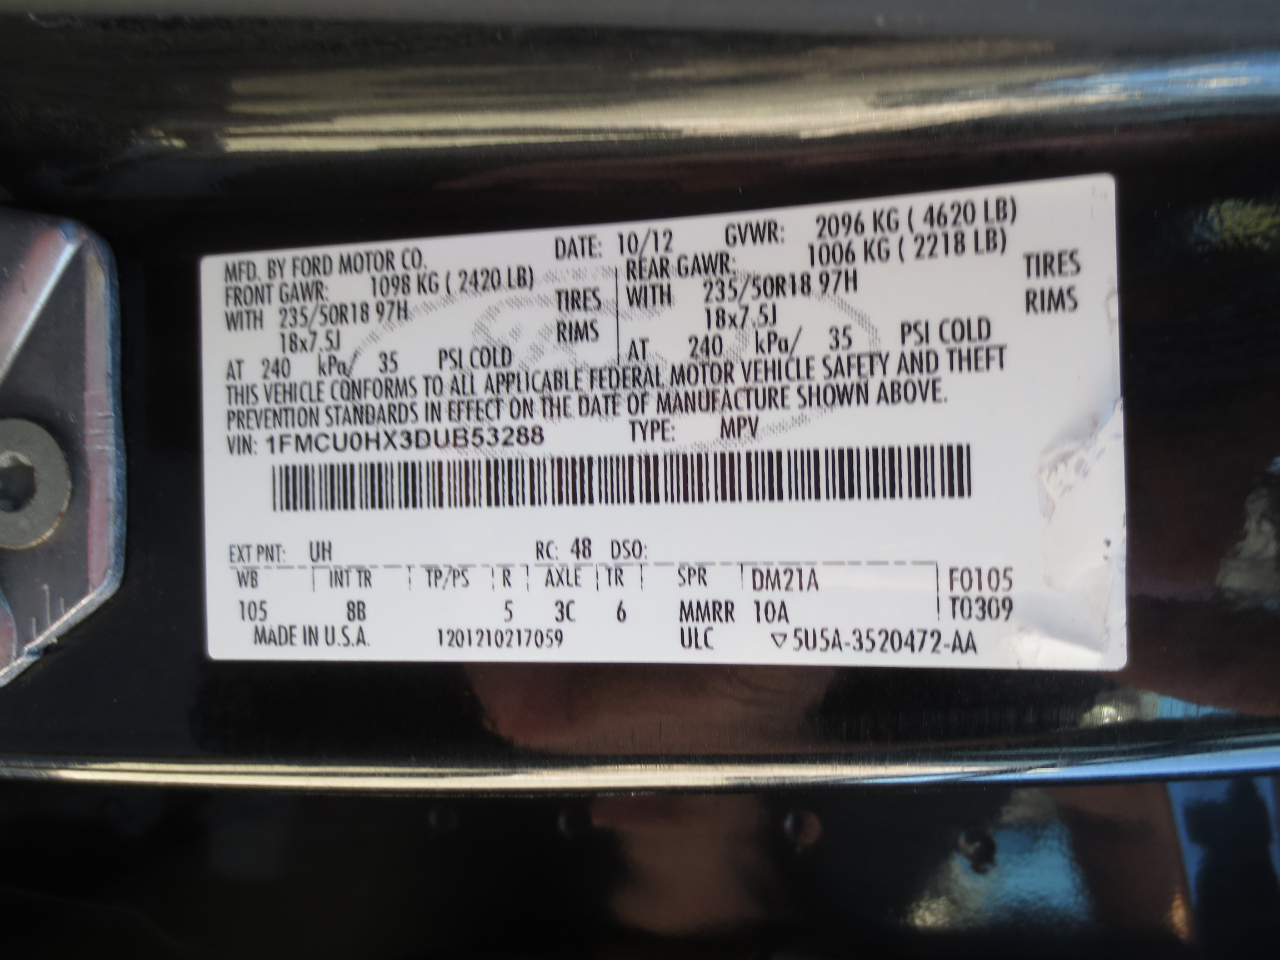 MFD. BY FORD MOTOR CO. DATE: 10/12 GVWR: 2096 KG ( 4620 LB)
FRONT GAWR: 1098 KG ( 2420 LB) REAR GAWR: 1006 KG ( 2218 LB)
WITH 235/50R18 97H TIRES WITH 235/50R18 97H TIRES
18x7.5J RIMS 18x7.5J RIMS
AT 240 kPa/ 35 PSI COLD AT 240 kPa/ 35 PSI COLD
THIS VEHICLE CONFORMS TO ALL APPLICABLE FEDERAL MOTOR VEHICLE SAFETY AND THEFT
PREVENTION STANDARDS IN EFFECT ON THE DATE OF MANUFACTURE SHOWN ABOVE.
VIN: 1FMCU0HX3DUB53288 TYPE: MPV
EXT PNT: UH RC: 48 DSO:
WB INT TR TP/PS R AXLE TR SPR DM21A F0105
105 8B 5 3C 6 MMRR 10A T0309
MADE IN U.S.A. 1201210217059 ULC ▽5U5A-3520472-AA